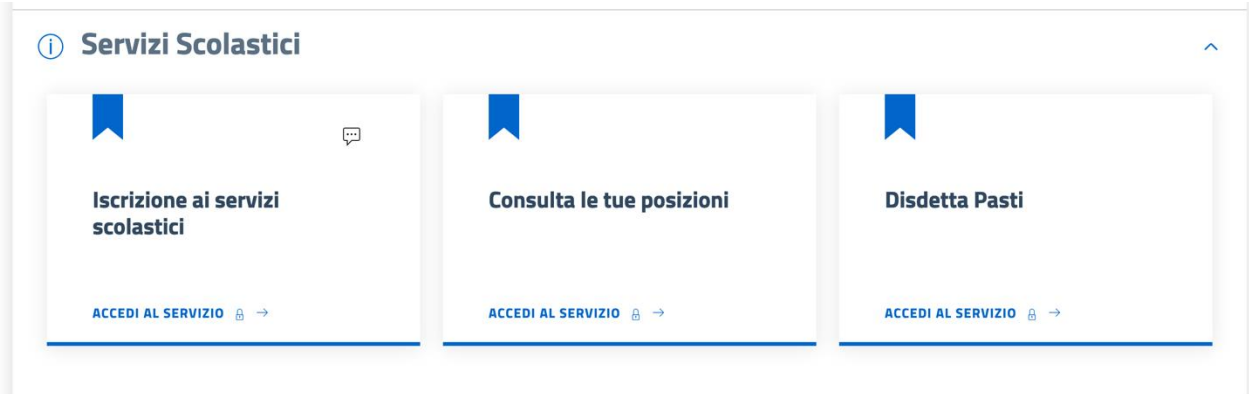 Servizi Scolastici
Iscrizione ai servizi
scolastici
ACCEDI AL SERVIZIO
Consulta le tue posizioni
ACCEDI AL SERVIZIO
Disdetta Pasti
ACCEDI AL SERVIZIO